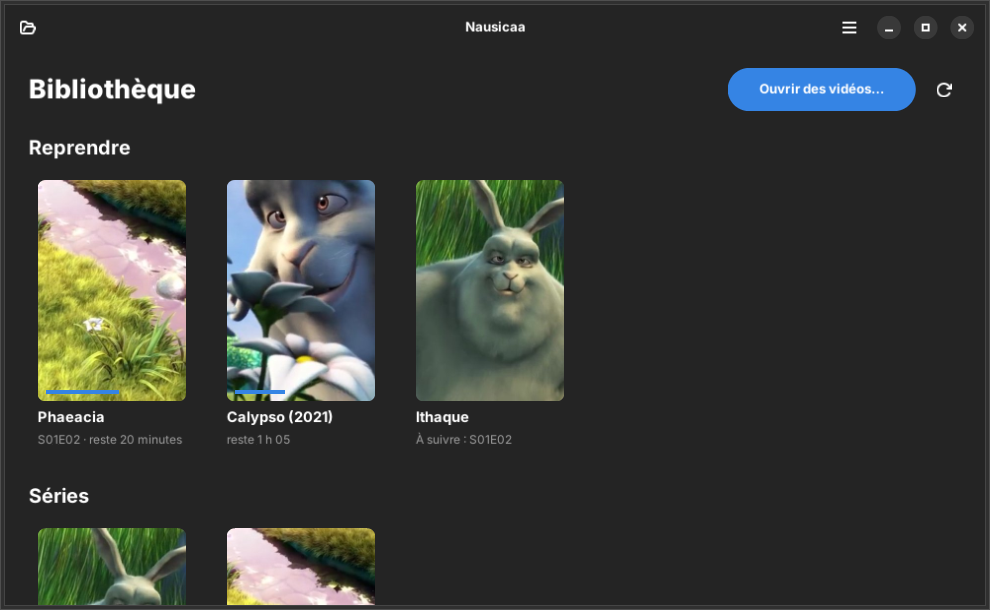 Nausicaa
Bibliothèque
Ouvrir des vidéos…
Reprendre
Phaeacia
S01E02 · reste 20 minutes
Calypso (2021)
reste 1 h 05
Ithaque
À suivre : S01E02
Séries